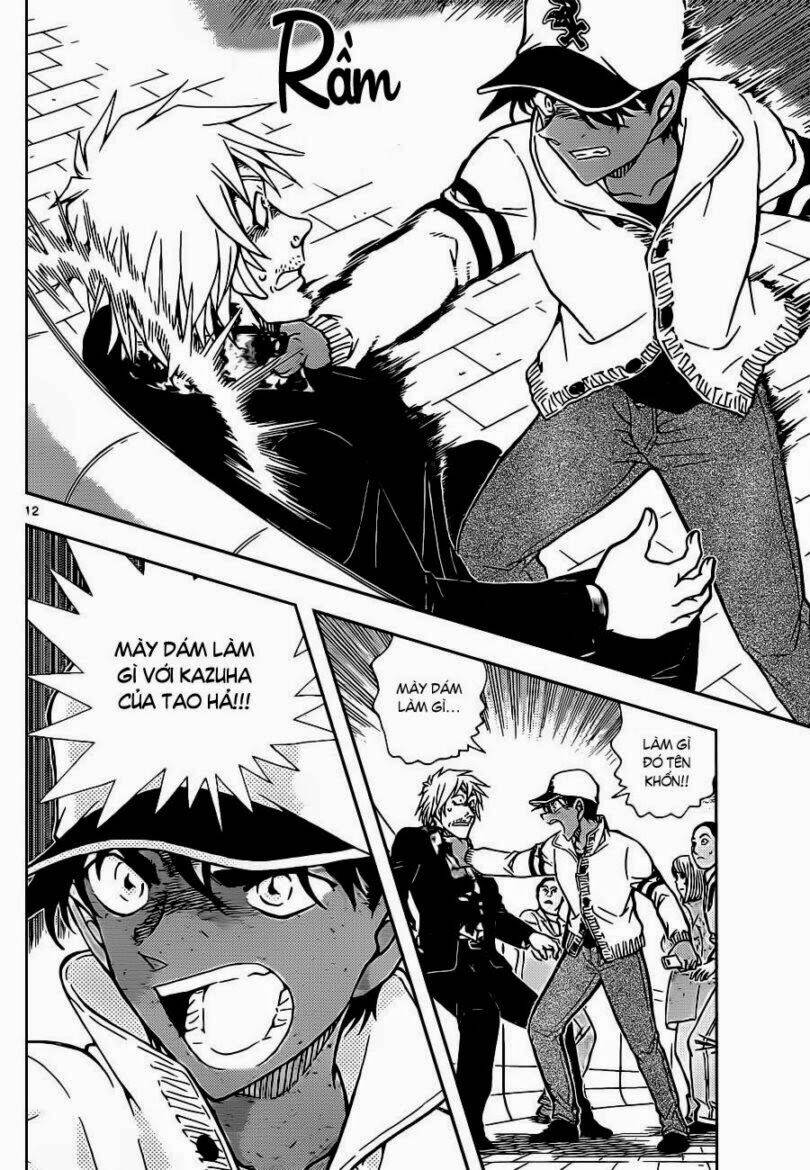 Rầm
12
MÀY DÁM LÀM
GÌ VỚI KAZUHA
CỦA TAO HẢ!!!
MÀY DÁM
LÀM GÌ...
LÀM GÌ
ĐÓ TÊN
KHỐN!!